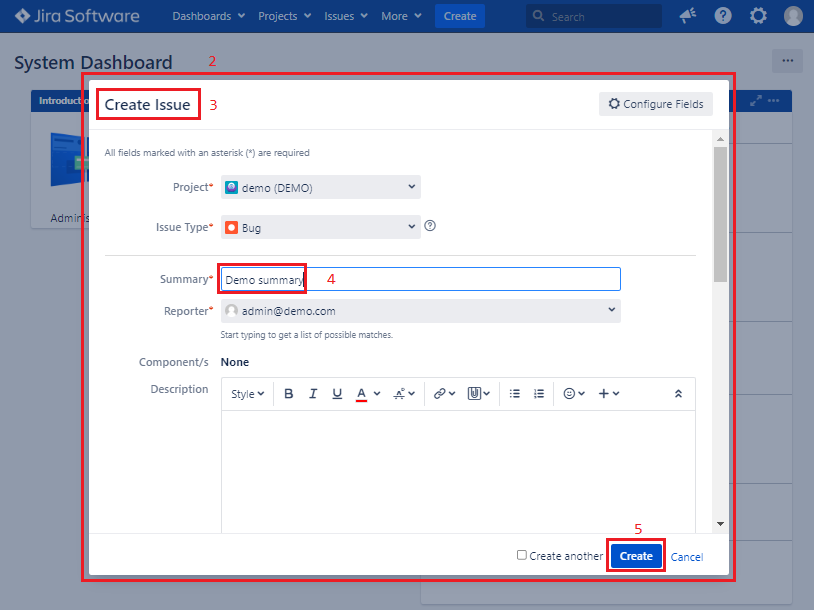 Jira Software Dashboards Projects Issues More Create Search
System Dashboard 2
Introductio
Create Issue 3 Configure Fields
All fields marked with an asterisk (*) are required
Project* demo (DEMO)
Adminis
Issue Type* Bug
Summary* Demo summary 4
Reporter* admin@demo.com
Start typing to get a list of possible matches.
Component/s None
Description Style B I U A
5
Create another Create Cancel